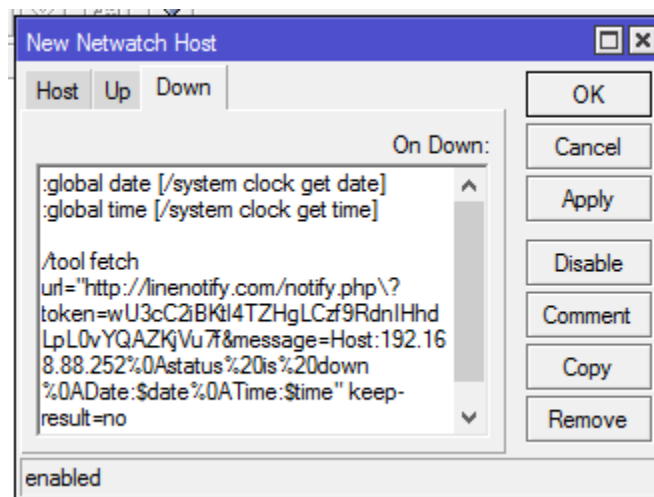 New Netwatch Host
Host Up Down
On Down:
:global date [/system clock get date]
:global time [/system clock get time]
/tool fetch
url="http://linenotify.com/notify.php\?
token=wU3cC2iBKtI4TZHgLCzf9RdnIHhd
LpL0vYQAZKjVu7f&message=Host:192.16
8.88.252%0Astatus%20is%20down
%0ADate:$date%0ATime:$time" keep-
result=no
OK
Cancel
Apply
Disable
Comment
Copy
Remove
enabled